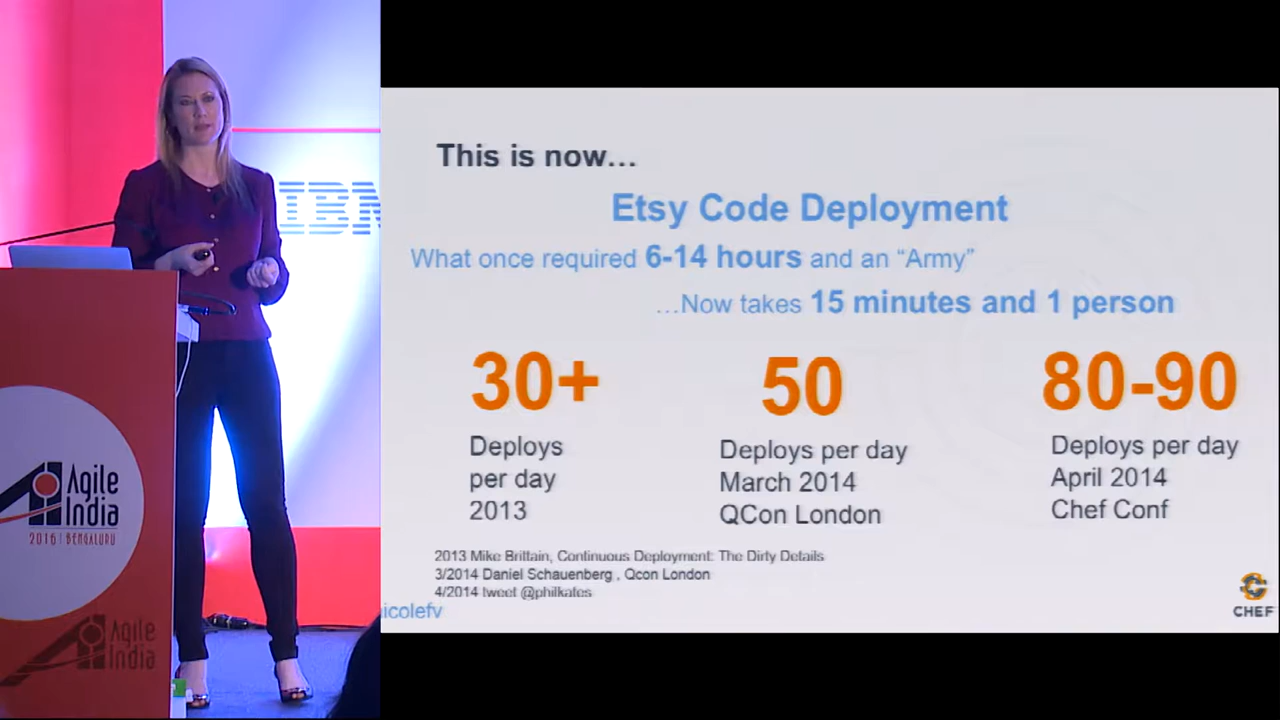 IBM
Agile
India
2016 | BENGALURU
Agile
India
This is now...
Etsy Code Deployment
What once required 6-14 hours and an “Army”
...Now takes 15 minutes and 1 person
30+
Deploys
per day
2013
50
Deploys per day
March 2014
QCon London
80-90
Deploys per day
April 2014
Chef Conf
2013 Mike Brittain, Continuous Deployment: The Dirty Details
3/2014 Daniel Schauenberg , Qcon London
4/2014 tweet @philkates
icolefv
CHEF